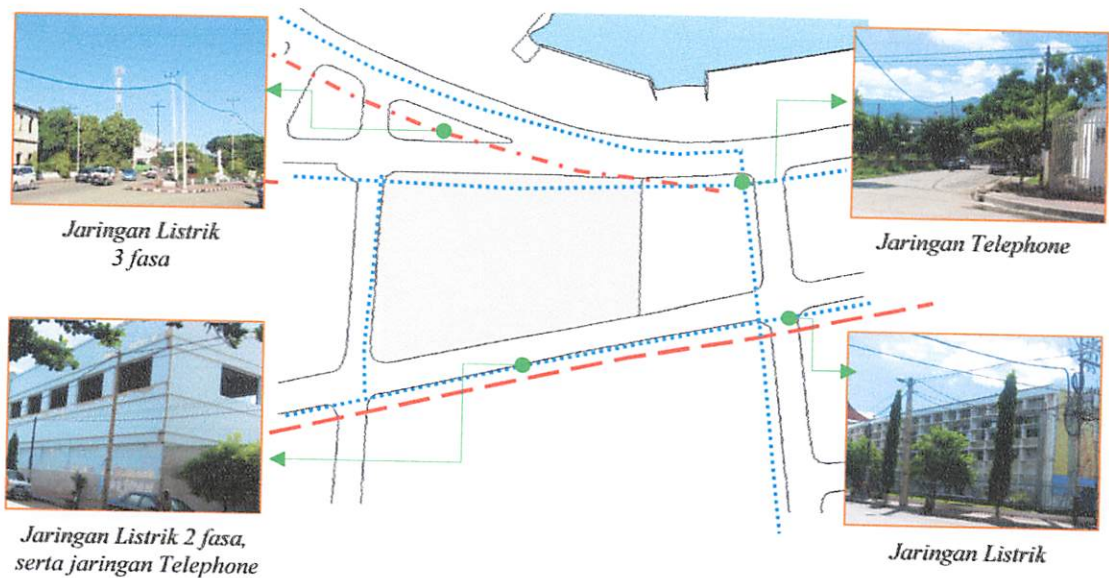 Jaringan Listrik
3 fasa
Jaringan Telephone
Jaringan Listrik 2 fasa,
serta jaringan Telephone
Jaringan Listrik